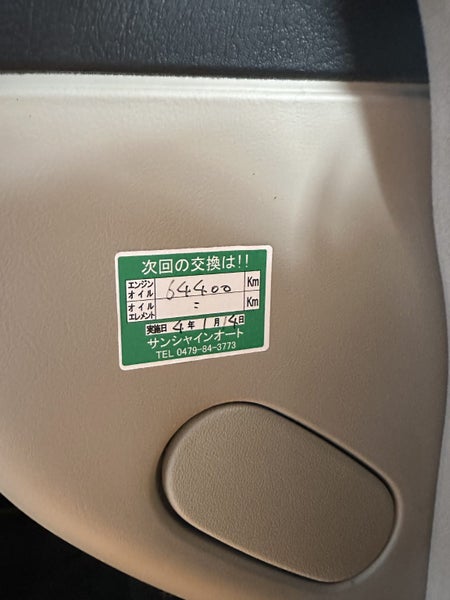 次回の交換は!!
エンジンオイル 64400 Km
オイルエレメント 〃 Km
実施日 4年 1月 14日
サンシャインオート
TEL 0479-84-3773